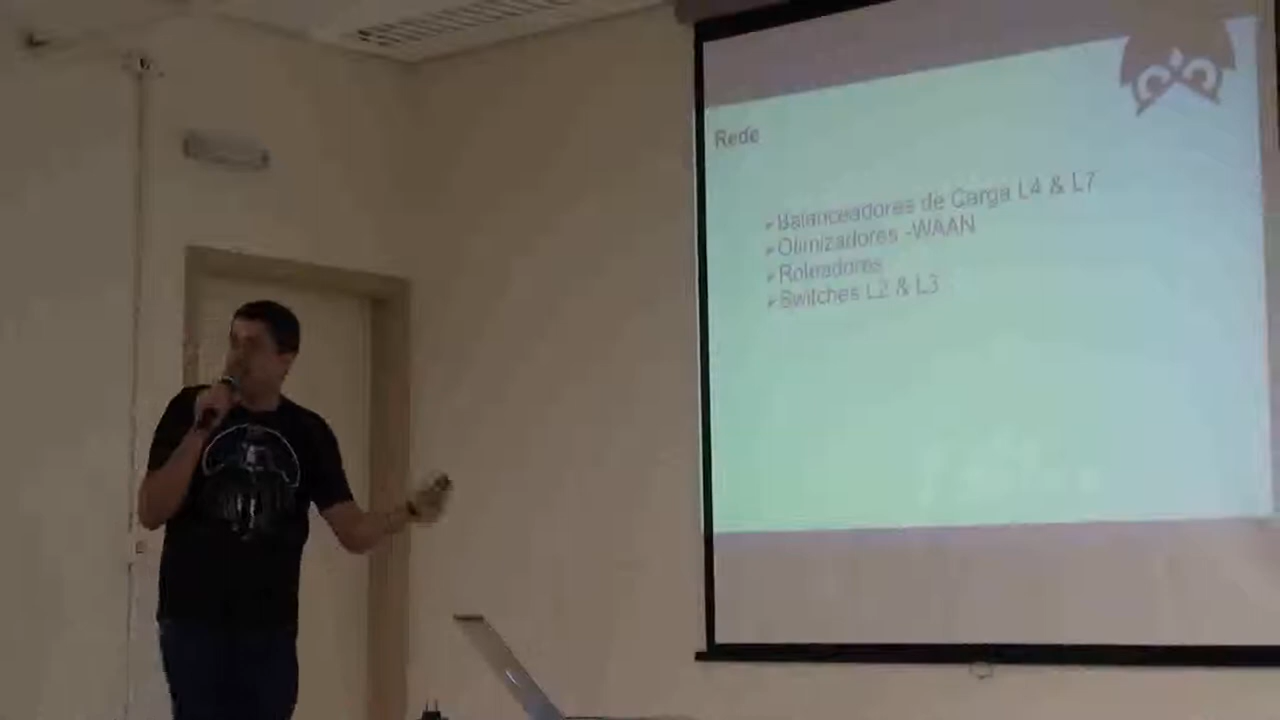 Rede
Balanceadores de Carga L4 & L7
Otimizadores -WAAN
Roteadores
Switches L2 & L3